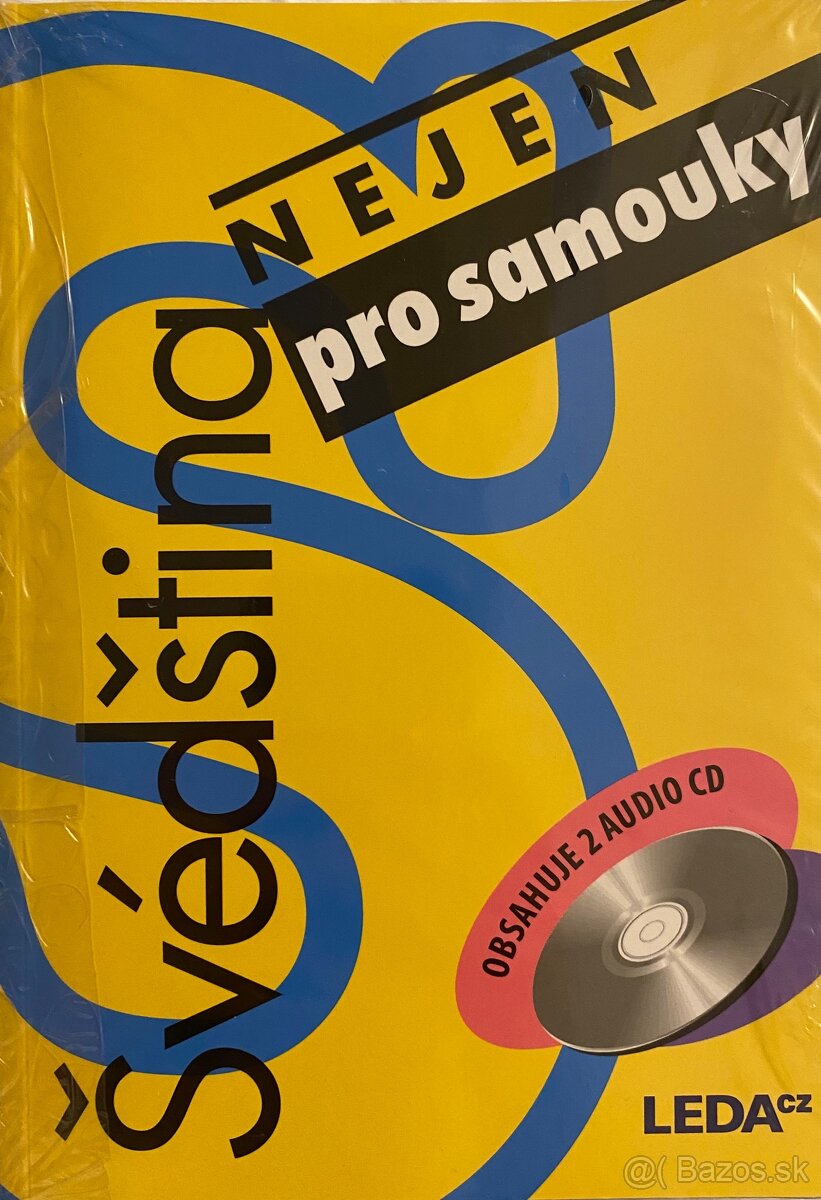 Švédština
NEJEN
pro samouky
OBSAHUJE 2 AUDIO CD
LEDAcz
@( Bazos.sk